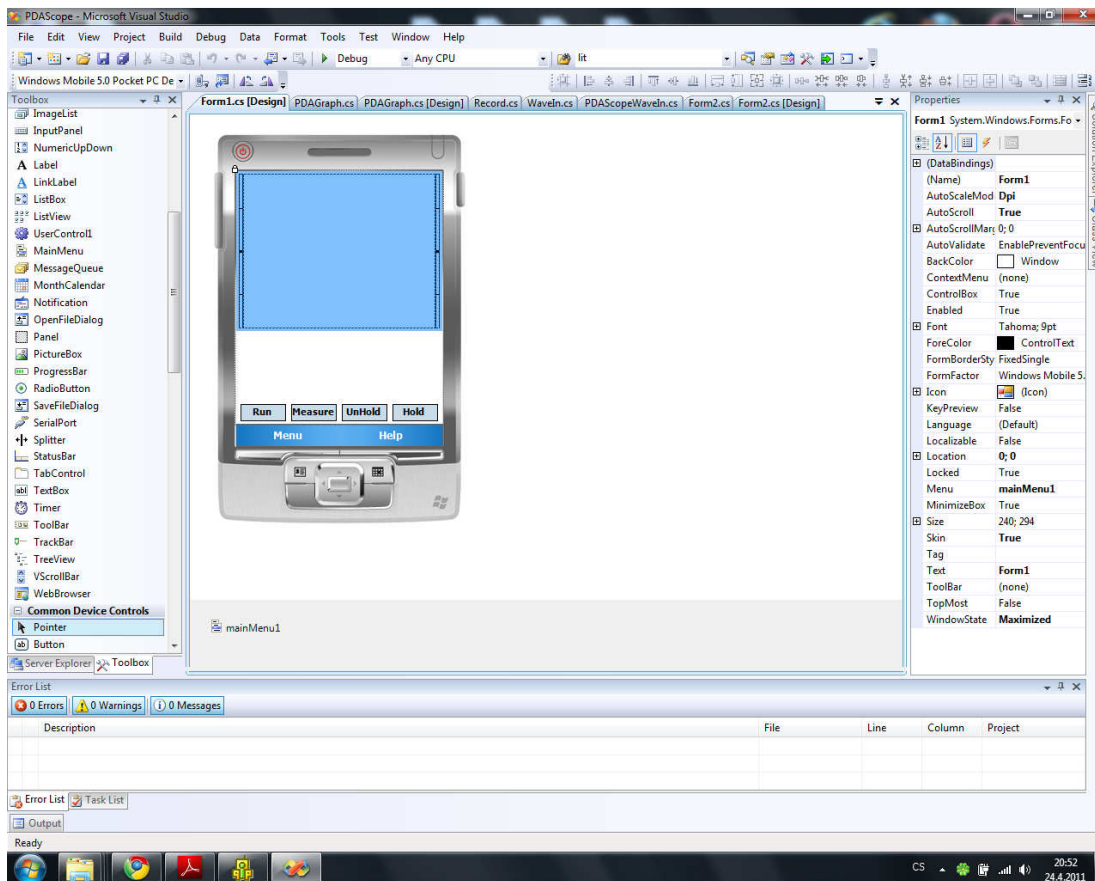 PDAScope - Microsoft Visual Studio
File Edit View Project Build Debug Data Format Tools Test Window Help
Debug Any CPU lit
Windows Mobile 5.0 Pocket PC De
Toolbox
ImageList
InputPanel
NumericUpDown
A Label
A LinkLabel
ListBox
ListView
UserControl1
MainMenu
MessageQueue
MonthCalendar
Notification
OpenFileDialog
Panel
PictureBox
ProgressBar
RadioButton
SaveFileDialog
SerialPort
Splitter
StatusBar
TabControl
TextBox
Timer
ToolBar
TrackBar
TreeView
VScrollBar
WebBrowser
Common Device Controls
Pointer
Button
Server Explorer Toolbox
Form1.cs [Design] PDAGraph.cs PDAGraph.cs [Design] Record.cs WaveIn.cs PDAScopeWaveIn.cs Form2.cs Form2.cs [Design]
Run Measure UnHold Hold
Menu Help
mainMenu1
Properties
Form1 System.Windows.Forms.Fo
(DataBindings)
(Name) Form1
AutoScaleMod Dpi
AutoScroll True
AutoScrollMarg 0; 0
AutoValidate EnablePreventFocu
BackColor Window
ContextMenu (none)
ControlBox True
Enabled True
Font Tahoma; 9pt
ForeColor ControlText
FormBorderSty FixedSingle
FormFactor Windows Mobile 5.
Icon (Icon)
KeyPreview False
Language (Default)
Localizable False
Location 0; 0
Locked True
Menu mainMenu1
MinimizeBox True
Size 240; 294
Skin True
Tag
Text Form1
ToolBar (none)
TopMost False
WindowState Maximized
Solution Explorer
Class View
Error List
0 Errors 0 Warnings 0 Messages
Description File Line Column Project
Error List Task List
Output
Ready
CS 20:52
24.4.2011